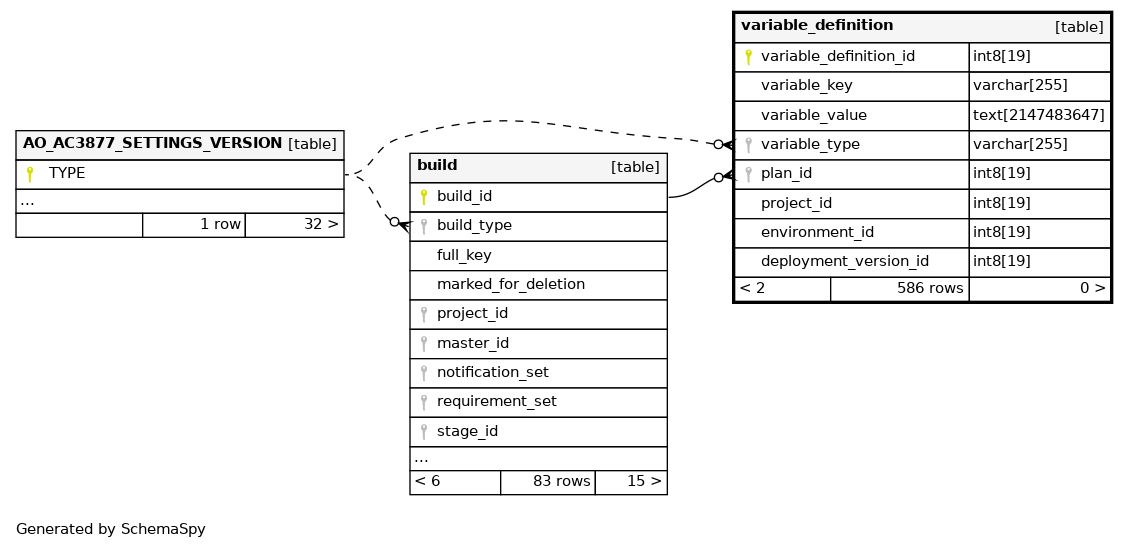 AO_AC3877_SETTINGS_VERSION [table]
TYPE
...
1 row 32 >
build [table]
build_id
build_type
full_key
marked_for_deletion
project_id
master_id
notification_set
requirement_set
stage_id
...
< 6 83 rows 15 >
variable_definition [table]
variable_definition_id int8[19]
variable_key varchar[255]
variable_value text[2147483647]
variable_type varchar[255]
plan_id int8[19]
project_id int8[19]
environment_id int8[19]
deployment_version_id int8[19]
< 2 586 rows 0 >
Generated by SchemaSpy